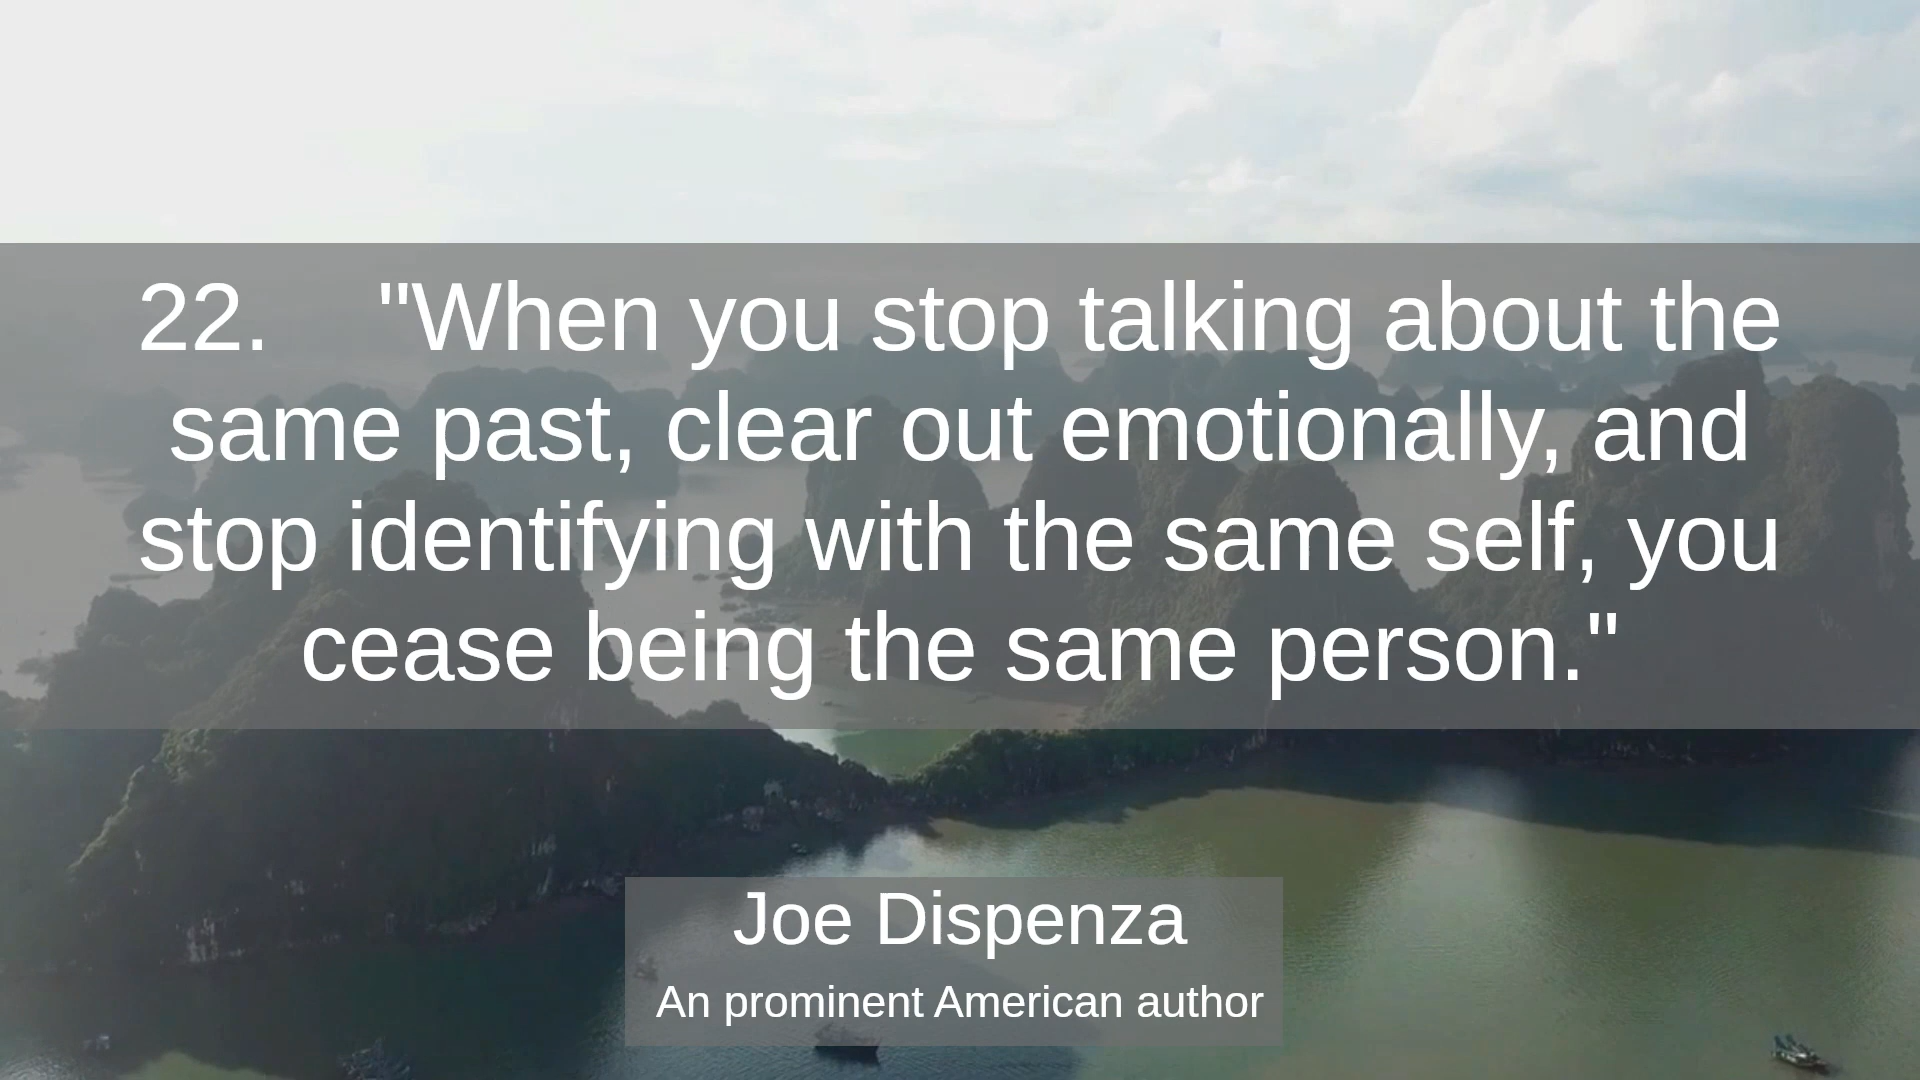 22.    "When you stop talking about the
same past, clear out emotionally, and
stop identifying with the same self, you
cease being the same person."
Joe Dispenza
An prominent American author